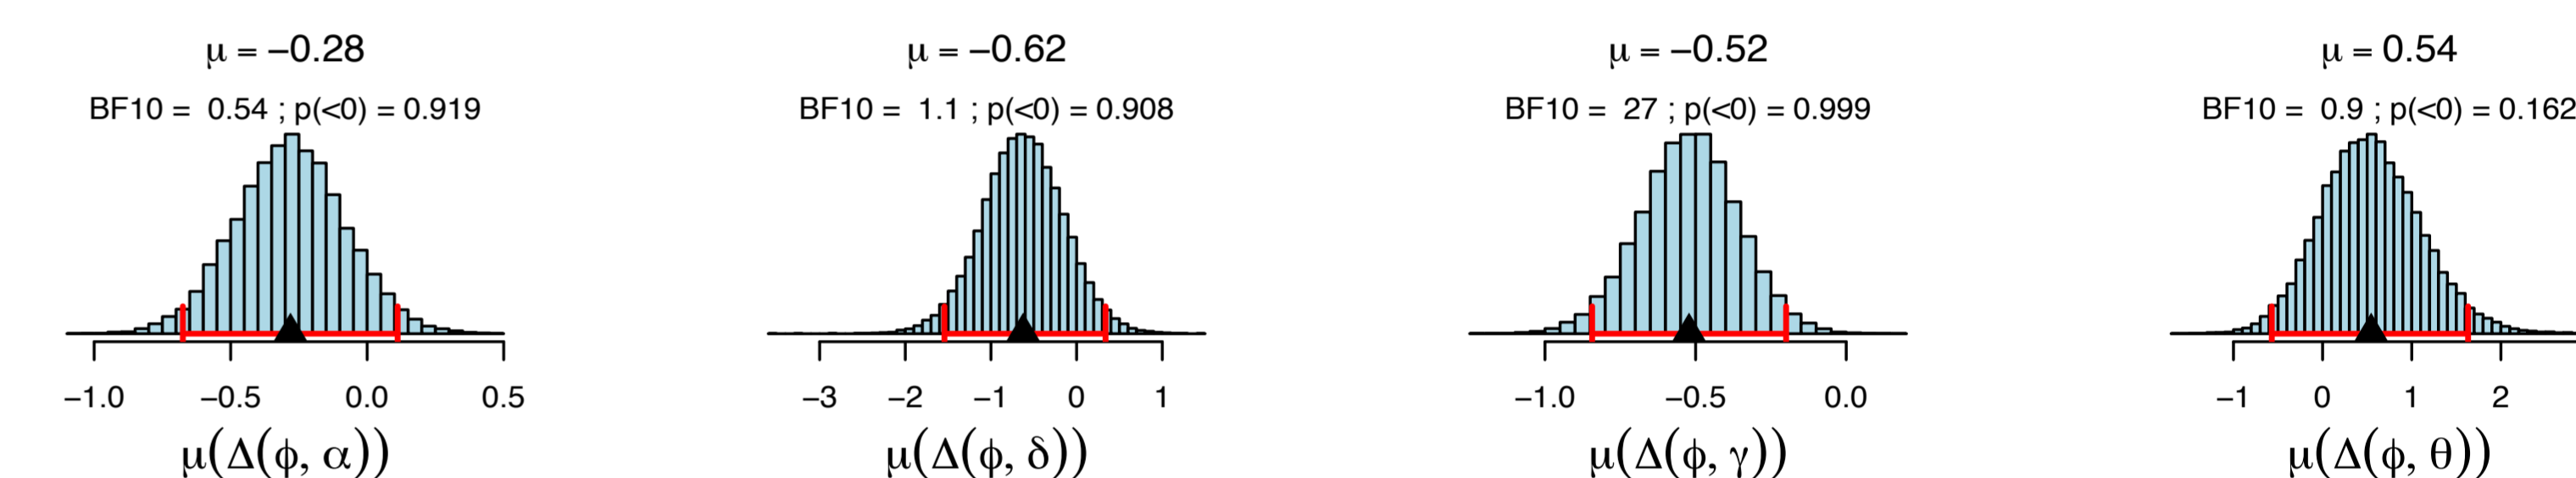 μ = −0.28
BF10 = 0.54 ; p(<0) = 0.919
−1.0 −0.5 0.0 0.5
μ(Δ(ϕ, α))
μ = −0.62
BF10 = 1.1 ; p(<0) = 0.908
−3 −2 −1 0 1
μ(Δ(ϕ, δ))
μ = −0.52
BF10 = 27 ; p(<0) = 0.999
−1.0 −0.5 0.0
μ(Δ(ϕ, γ))
μ = 0.54
BF10 = 0.9 ; p(<0) = 0.162
−1 0 1 2
μ(Δ(ϕ, θ))